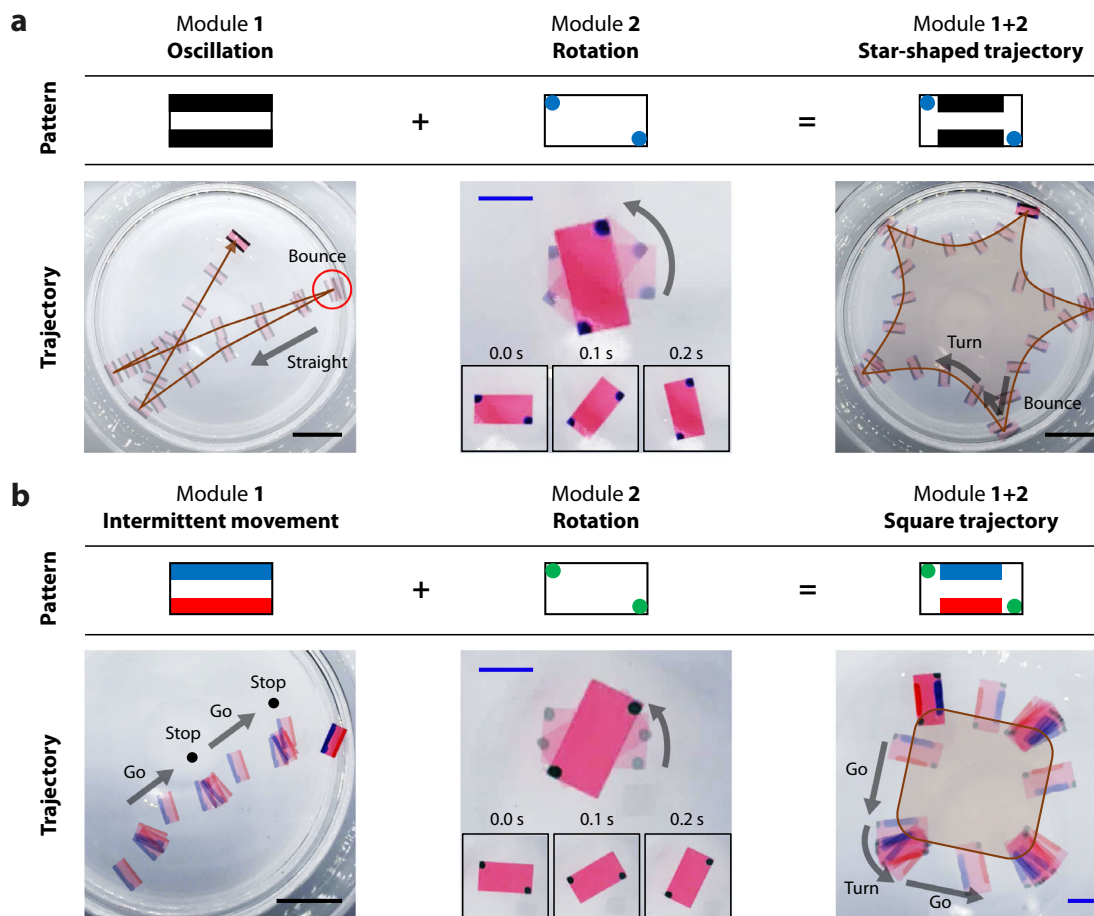 a
Module 1
Oscillation
Module 2
Rotation
Module 1+2
Star-shaped trajectory
Pattern
+
=
Trajectory
Bounce
Straight
0.0 s
0.1 s
0.2 s
Turn
Bounce
b
Module 1
Intermittent movement
Module 2
Rotation
Module 1+2
Square trajectory
Pattern
+
=
Trajectory
Stop
Go
Stop
Go
0.0 s
0.1 s
0.2 s
Go
Turn
Go